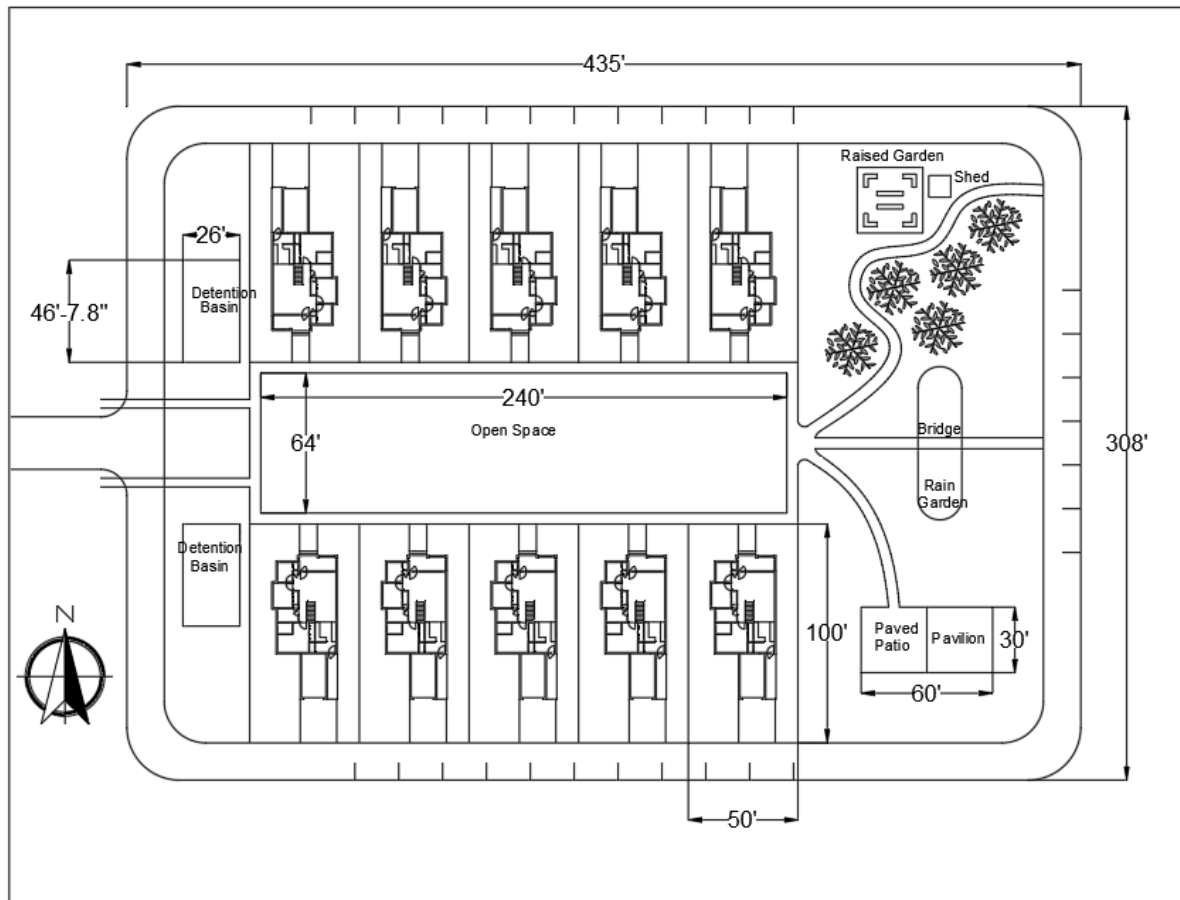 435'
Raised Garden
Shed
26'
Detention
Basin
46'-7.8"
240'
Open Space
64'
Bridge
308'
Rain
Garden
Detention
Basin
N
100'
Paved
Patio
Pavilion
30'
60'
50'